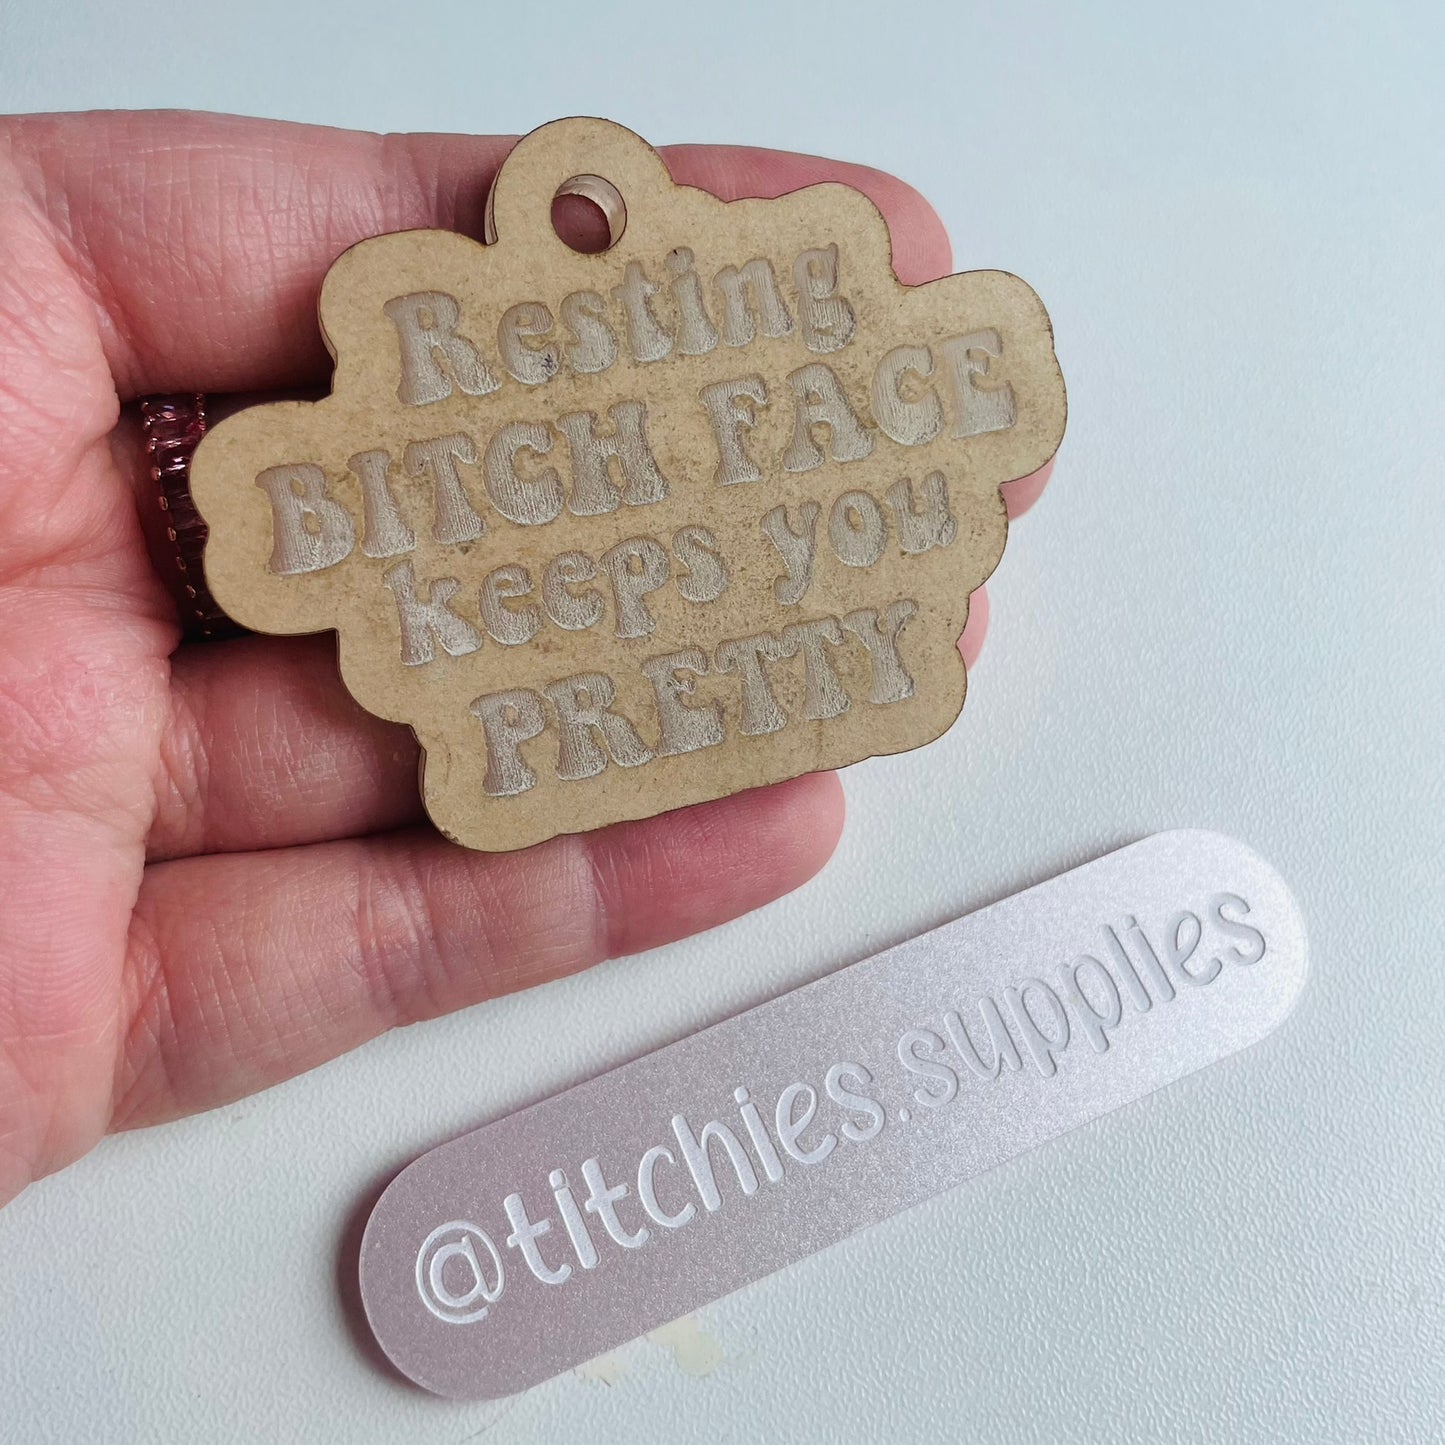 Resting
BITCH FACE
keeps you
PRETTY
@titchies.supplies